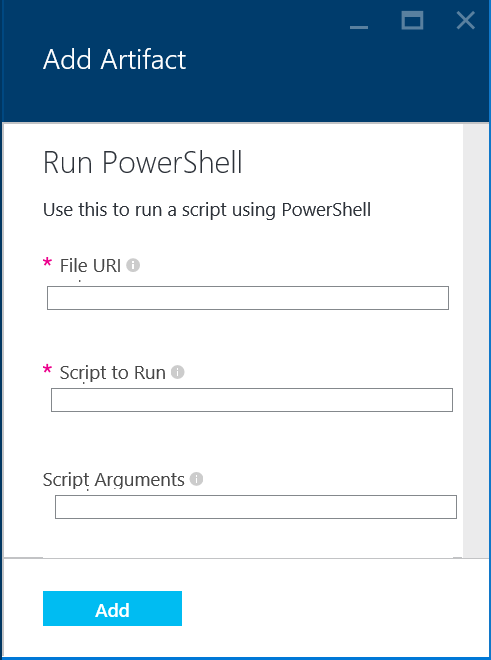 Add Artifact
Run PowerShell
Use this to run a script using PowerShell
* File URI
* Script to Run
Script Arguments
Add